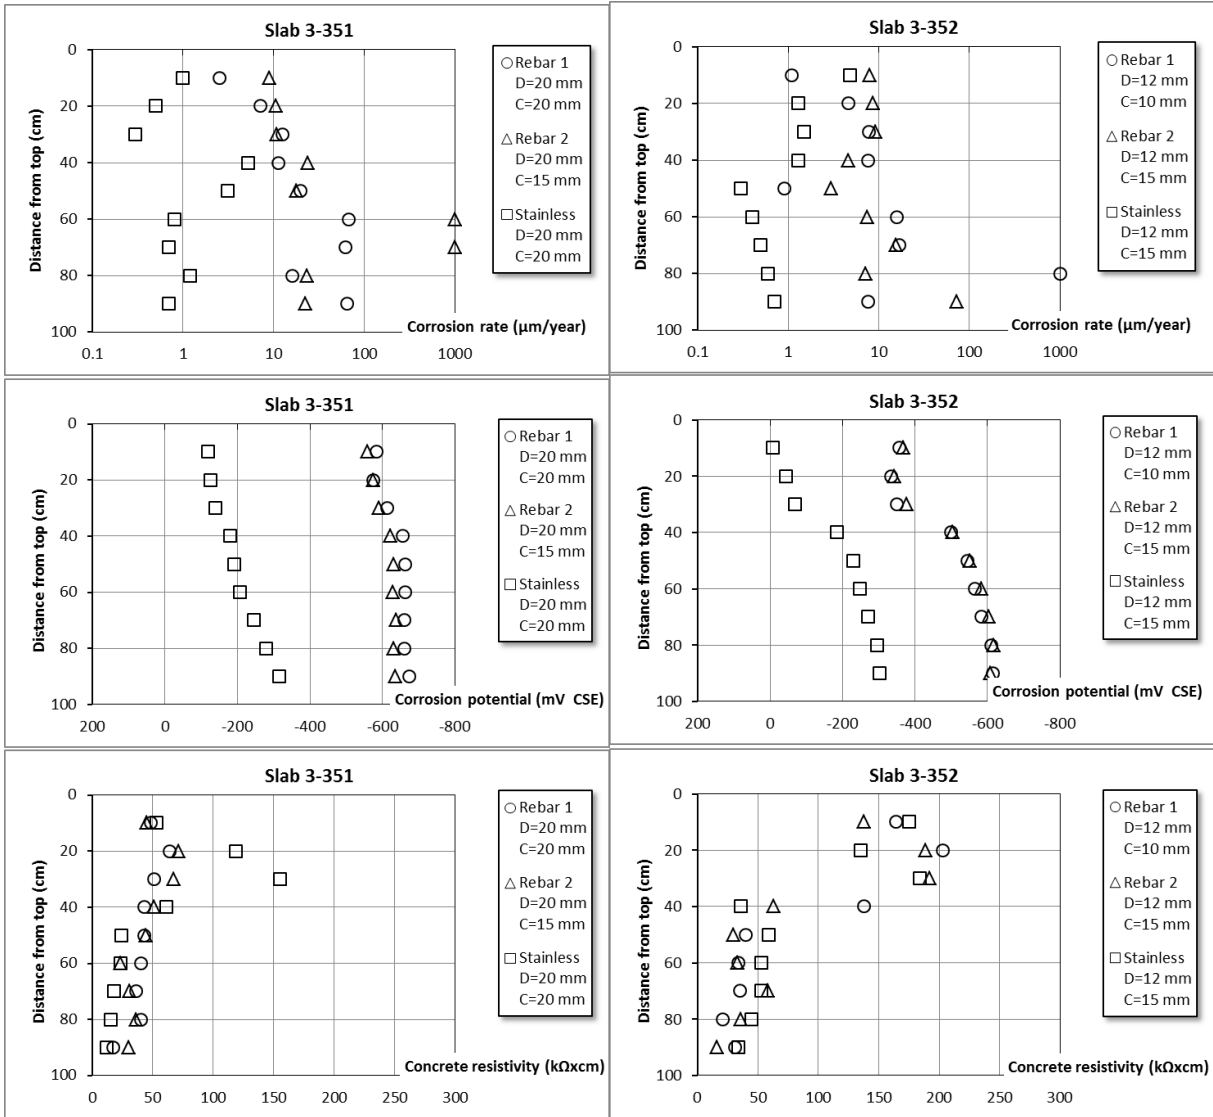 Slab 3-351
Distance from top (cm)
0
20
40
60
80
100
0.1
1
10
100
1000
Corrosion rate (µm/year)
Rebar 1
D=20 mm
C=20 mm
Rebar 2
D=20 mm
C=15 mm
Stainless
D=20 mm
C=20 mm
Slab 3-352
Distance from top (cm)
0
20
40
60
80
100
0.1
1
10
100
1000
Corrosion rate (µm/year)
Rebar 1
D=12 mm
C=10 mm
Rebar 2
D=12 mm
C=15 mm
Stainless
D=12 mm
C=15 mm
Slab 3-351
Distance from top (cm)
0
20
40
60
80
100
200
0
-200
-400
-600
-800
Corrosion potential (mV CSE)
Rebar 1
D=20 mm
C=20 mm
Rebar 2
D=20 mm
C=15 mm
Stainless
D=20 mm
C=20 mm
Slab 3-352
Distance from top (cm)
0
20
40
60
80
100
200
0
-200
-400
-600
-800
Corrosion potential (mV CSE)
Rebar 1
D=12 mm
C=10 mm
Rebar 2
D=12 mm
C=15 mm
Stainless
D=12 mm
C=15 mm
Slab 3-351
Distance from top (cm)
0
20
40
60
80
100
0
50
100
150
200
250
300
Concrete resistivity (kΩxcm)
Rebar 1
D=20 mm
C=20 mm
Rebar 2
D=20 mm
C=15 mm
Stainless
D=20 mm
C=20 mm
Slab 3-352
Distance from top (cm)
0
20
40
60
80
100
0
50
100
150
200
250
300
Concrete resistivity (kΩxcm)
Rebar 1
D=12 mm
C=10 mm
Rebar 2
D=12 mm
C=15 mm
Stainless
D=12 mm
C=15 mm